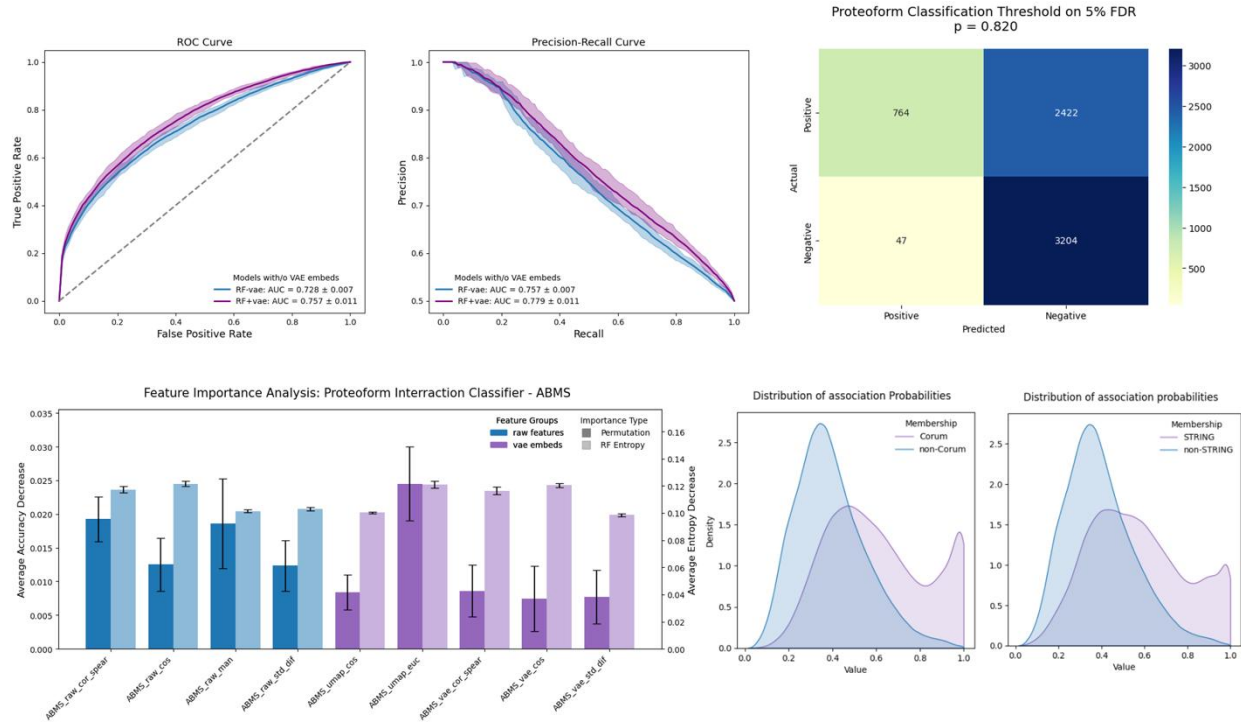 ROC Curve
True Positive Rate
1.0
0.8
0.6
0.4
0.2
0.0
Models with/o VAE embeds
RF-vae: AUC = 0.728 ± 0.007
RF+vae: AUC = 0.757 ± 0.011
0.0 0.2 0.4 0.6 0.8 1.0
False Positive Rate
Precision-Recall Curve
Precision
1.0
0.9
0.8
0.7
0.6
0.5
Models with/o VAE embeds
RF-vae: AUC = 0.757 ± 0.007
RF+vae: AUC = 0.779 ± 0.011
0.0 0.2 0.4 0.6 0.8 1.0
Recall
Proteoform Classification Threshold on 5% FDR
p = 0.820
Actual
Positive
Negative
764 2422
47 3204
Positive Negative
Predicted
3000
2500
2000
1500
1000
500
Feature Importance Analysis: Proteoform Interraction Classifier - ABMS
Average Accuracy Decrease
0.035
0.030
0.025
0.020
0.015
0.010
0.005
0.000
Feature Groups
raw features
vae embeds
Importance Type
Permutation
RF Entropy
0.16
0.14
0.12
0.10
0.08
0.06
0.04
0.02
0.00
Average Entropy Decrease
ABMS_raw_cor_spear
ABMS_raw_cos
ABMS_raw_man
ABMS_raw_std_dif
ABMS_umap_cos
ABMS_umap_euc
ABMS_vae_cor_spear
ABMS_vae_cos
ABMS_vae_std_dif
Distribution of association Probabilities
Density
2.5
2.0
1.5
1.0
0.5
0.0
Membership
Corum
non-Corum
0.0 0.2 0.4 0.6 0.8 1.0
Value
Distribution of association probabilities
2.5
2.0
1.5
1.0
0.5
0.0
Membership
STRING
non-STRING
0.0 0.2 0.4 0.6 0.8 1.0
Value